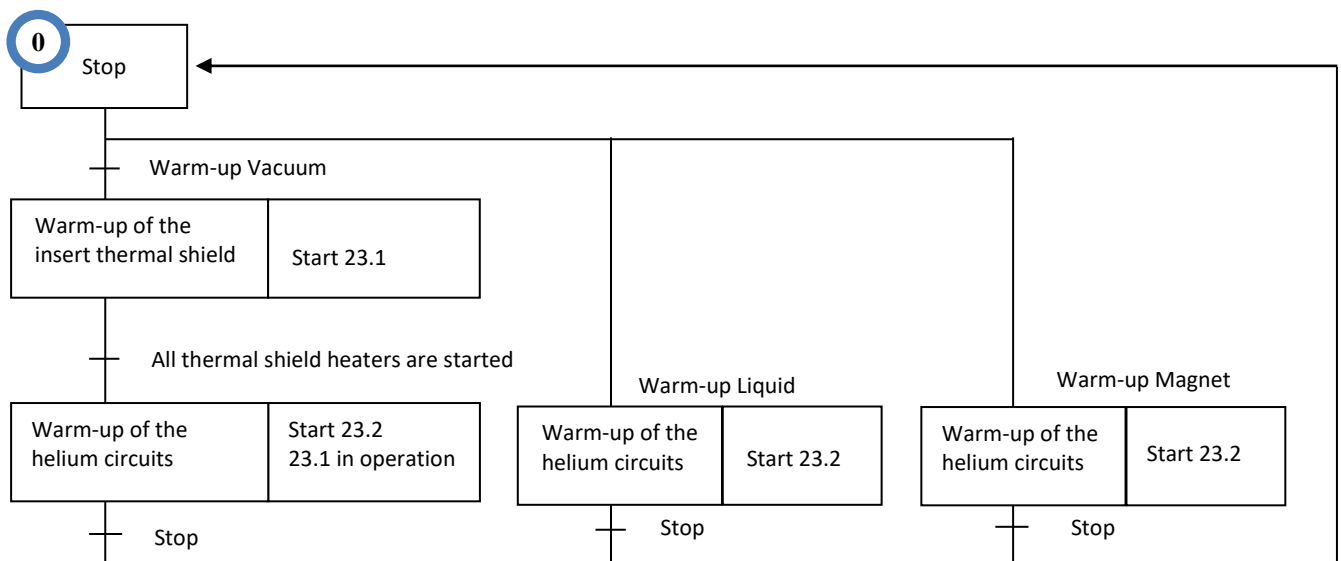 0
Stop
Warm-up Vacuum
Warm-up of the
insert thermal shield
Start 23.1
All thermal shield heaters are started
Warm-up Liquid
Warm-up Magnet
Warm-up of the
helium circuits
Start 23.2
23.1 in operation
Warm-up of the
helium circuits
Start 23.2
Warm-up of the
helium circuits
Start 23.2
Stop
Stop
Stop